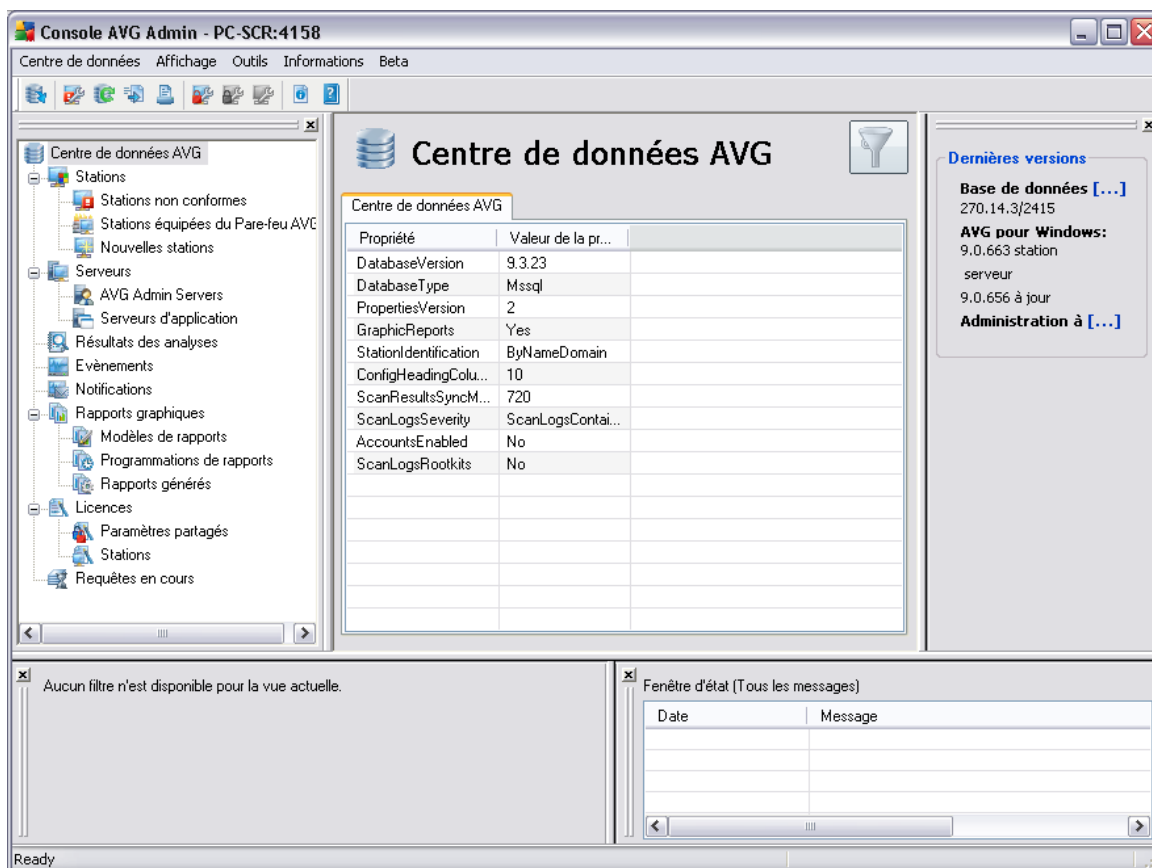 Console AVG Admin - PC-SCR:4158
Centre de données Affichage Outils Informations Beta
Centre de données AVG
Stations
Stations non conformes
Stations équipées du Pare-feu AVG
Nouvelles stations
Serveurs
AVG Admin Servers
Serveurs d'application
Résultats des analyses
Evènements
Notifications
Rapports graphiques
Modèles de rapports
Programmations de rapports
Rapports générés
Licences
Paramètres partagés
Stations
Requêtes en cours
Centre de données AVG
Centre de données AVG
Propriété Valeur de la pr...
DatabaseVersion 9.3.23
DatabaseType Mssql
PropertiesVersion 2
GraphicReports Yes
StationIdentification ByNameDomain
ConfigHeadingColu... 10
ScanResultsSyncM... 720
ScanLogsSeverity ScanLogsContai...
AccountsEnabled No
ScanLogsRootkits No
Dernières versions
Base de données [...]
270.14.3/2415
AVG pour Windows:
9.0.663 station
serveur
9.0.656 à jour
Administration à [...]
Aucun filtre n'est disponible pour la vue actuelle.
Fenêtre d'état (Tous les messages)
Date Message
Ready